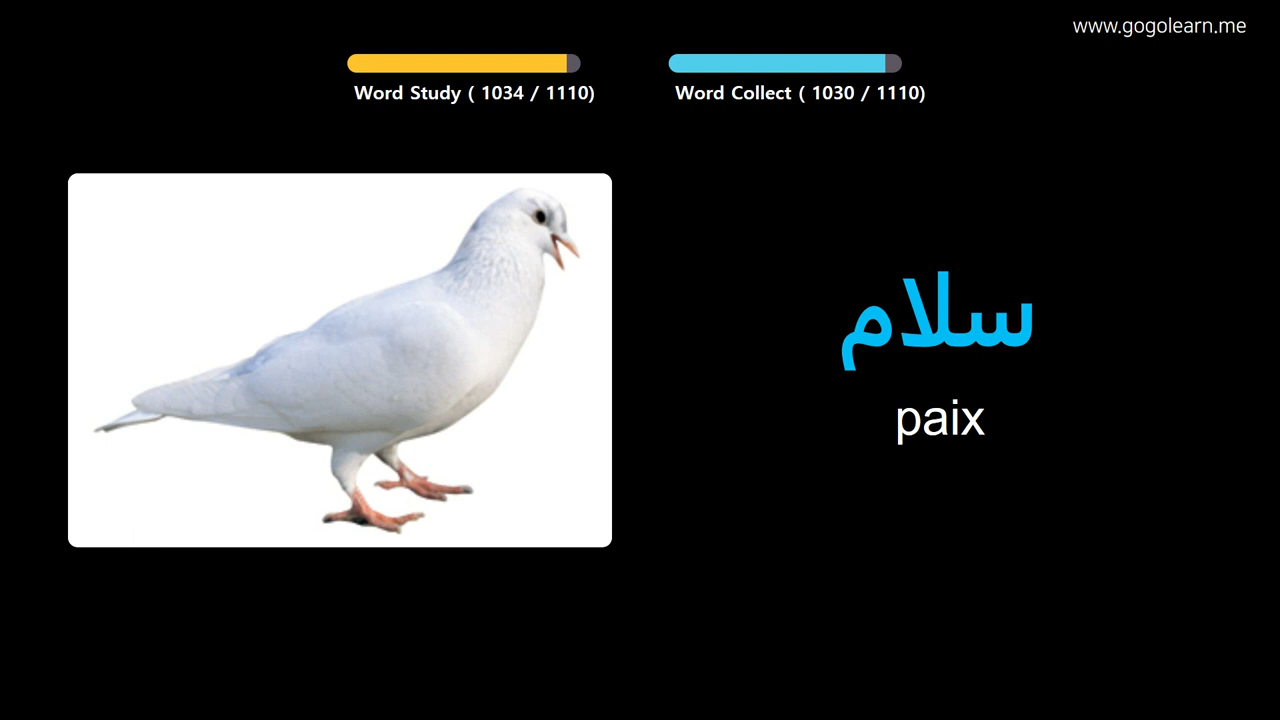 www.gogolearn.me
Word Study ( 1034 / 1110)
Word Collect ( 1030 / 1110)
سلام
paix